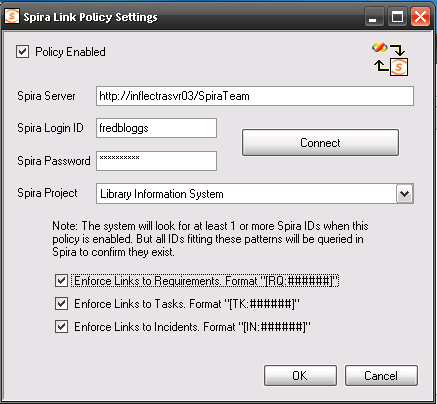 Spira Link Policy Settings
Policy Enabled
Spira Server http://inflectrasvr03/SpiraTeam
Spira Login ID fredbloggs
Connect
Spira Password **********
Spira Project Library Information System
Note: The system will look for at least 1 or more Spira IDs when this
policy is enabled. But all IDs fitting these patterns will be queried in
Spira to confirm they exist.
Enforce Links to Requirements. Format "[RQ:######]"
Enforce Links to Tasks. Format "[TK:######]"
Enforce Links to Incidents. Format "[IN:######]"
OK Cancel